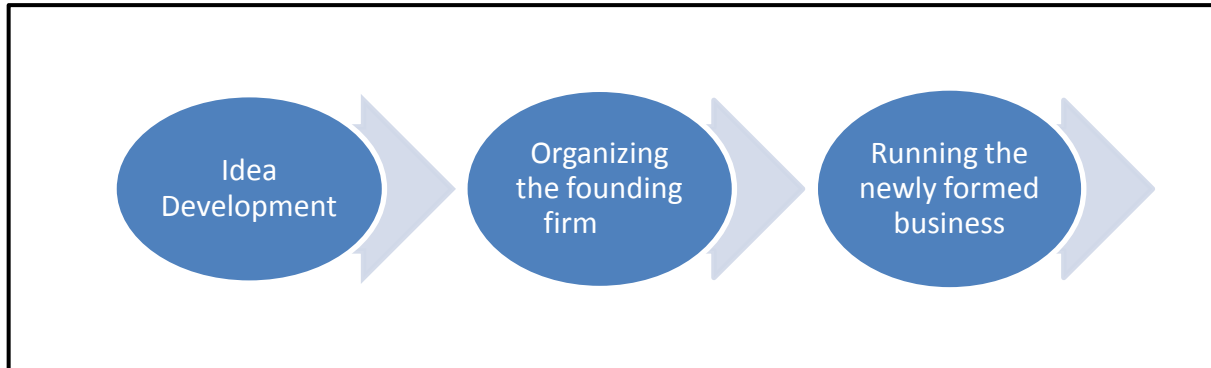 Idea
Development
Organizing
the founding
firm
Running the
newly formed
business